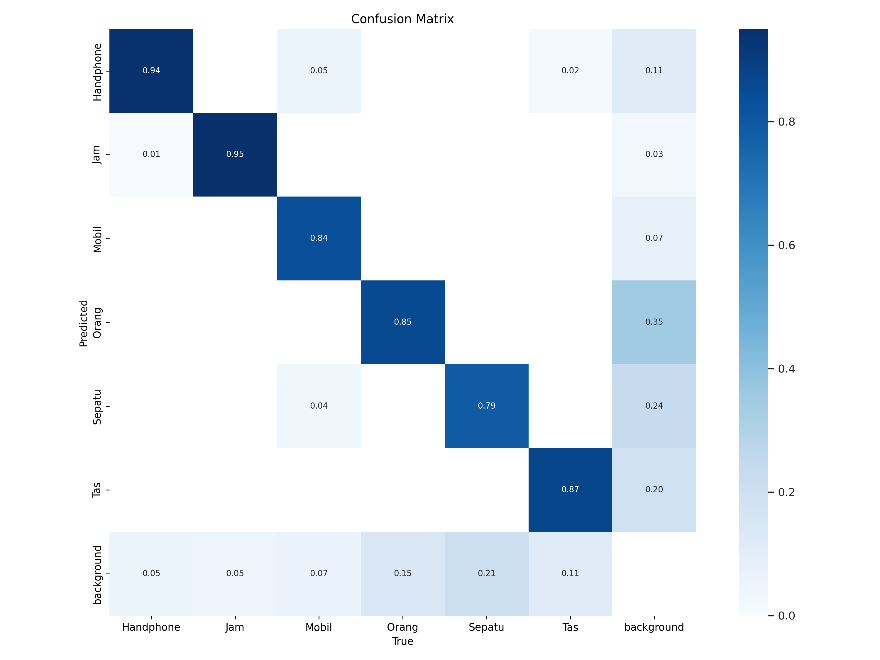 Confusion Matrix
Handphone
0.94
0.05
0.02
0.11
Jam
0.01
0.95
0.03
0.8
Mobil
0.84
0.07
0.6
Predicted
Orang
0.85
0.35
0.4
Sepatu
0.04
0.79
0.24
Tas
0.87
0.20
0.2
background
0.05
0.05
0.07
0.15
0.21
0.11
0.0
Handphone
Jam
Mobil
Orang
Sepatu
Tas
background
True